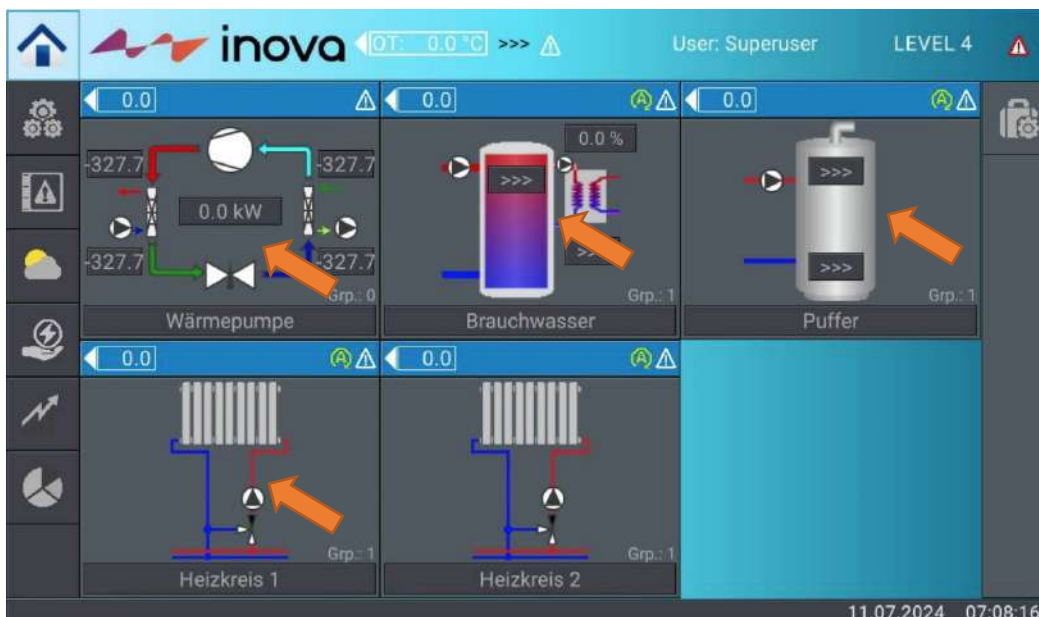 inova OT: 0.0 °C >>> User: Superuser LEVEL 4
0.0
-327.7 -327.7
0.0 kW
-327.7 -327.7
Grp.: 0
Wärmepumpe
0.0
0.0 %
>>>
Grp.: 1
Brauchwasser
0.0
>>>
>>>
Grp.: 1
Puffer
0.0
Grp.: 1
Heizkreis 1
0.0
Grp.: 1
Heizkreis 2
11.07.2024 07:08:16